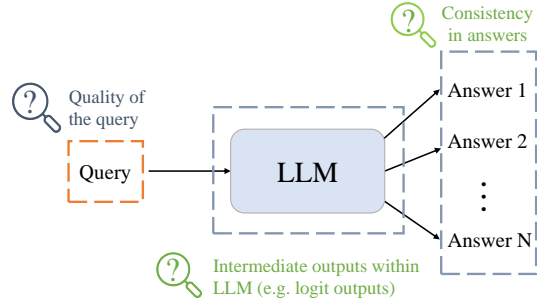 Consistency
in answers
?
?
Quality of
the query
Query
LLM
Answer 1
Answer 2
Answer N
?
Intermediate outputs within
LLM (e.g. logit outputs)